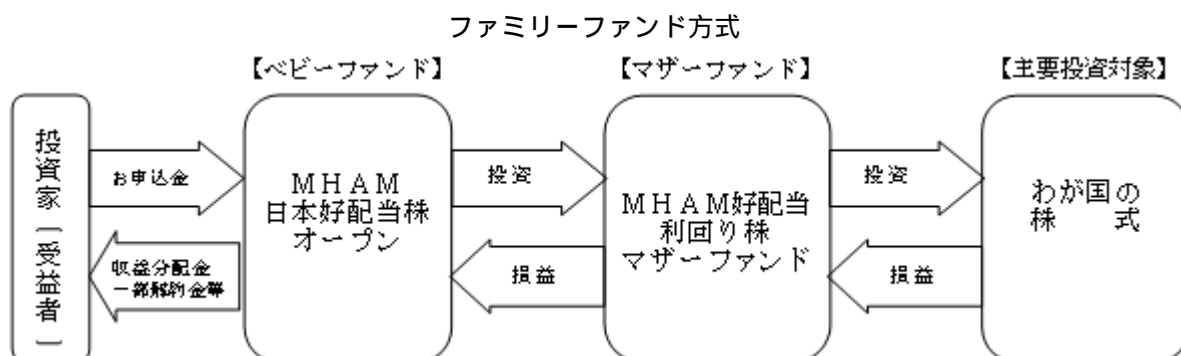 ファミリーファンド方式
【ベビーファンド】
【マザーファンド】
【主要投資対象】
投資家（受益者）
お申込金
収益分配金
一部解約金等
ＭＨＡＭ
日本好配当株
オープン
投資
損益
ＭＨＡＭ好配当
利回り株
マザーファンド
投資
損益
わが国の
株　　式